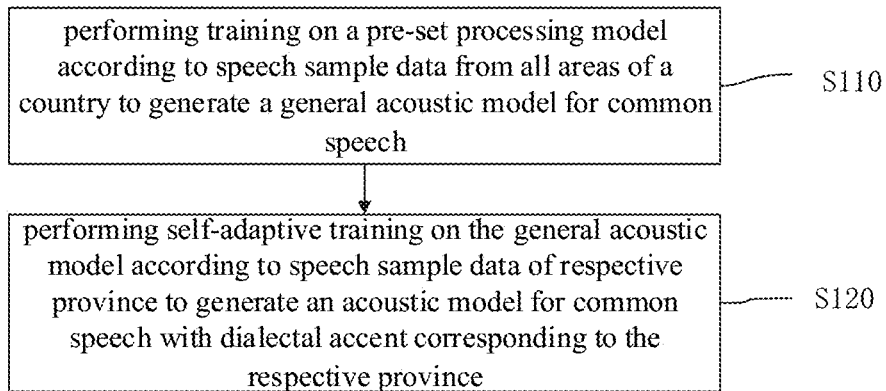 performing training on a pre-set processing model
according to speech sample data from all areas of a
country to generate a general acoustic model for common
speech
S110
performing self-adaptive training on the general acoustic
model according to speech sample data of respective
province to generate an acoustic model for common
speech with dialectal accent corresponding to the
respective province
S120